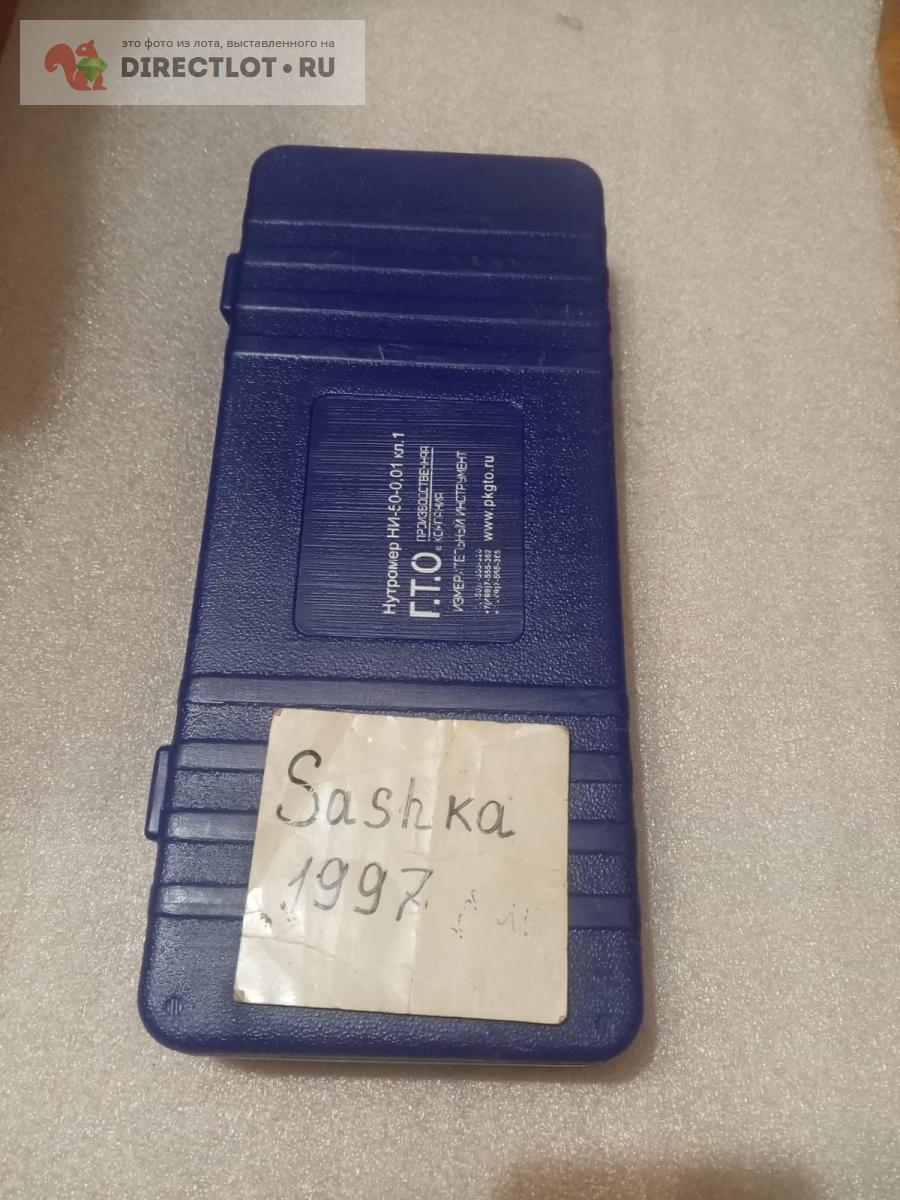 это фото из лота, выставленного на
DIRECTLOT•RU
Нутромер НИ-50-0,01 кл.1
Г.Т.О
ПРОИЗВОДСТВЕННАЯ
КОМПАНИЯ
ИЗМЕРИТЕЛЬНЫЙ ИНСТРУМЕНТ
www.pkgto.ru
Sashka
1997